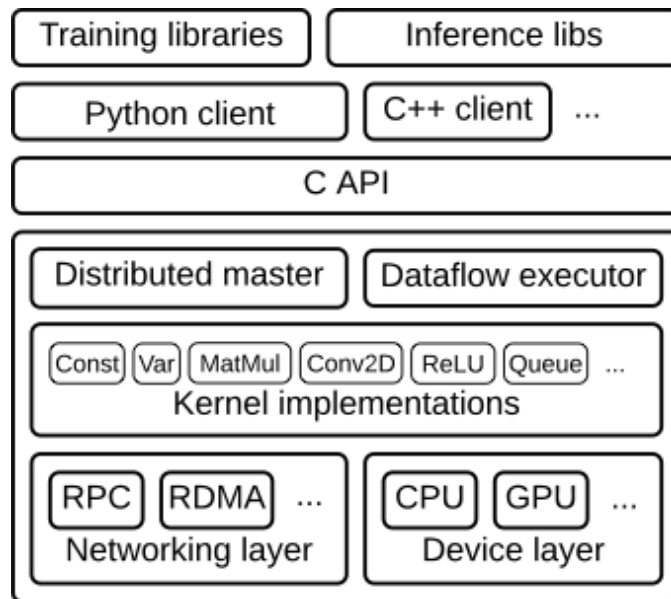 Training libraries Inference libs
Python client C++ client ...
C API
Distributed master Dataflow executor
Const Var MatMul Conv2D ReLU Queue ...
Kernel implementations
RPC RDMA ... CPU GPU ...
Networking layer Device layer